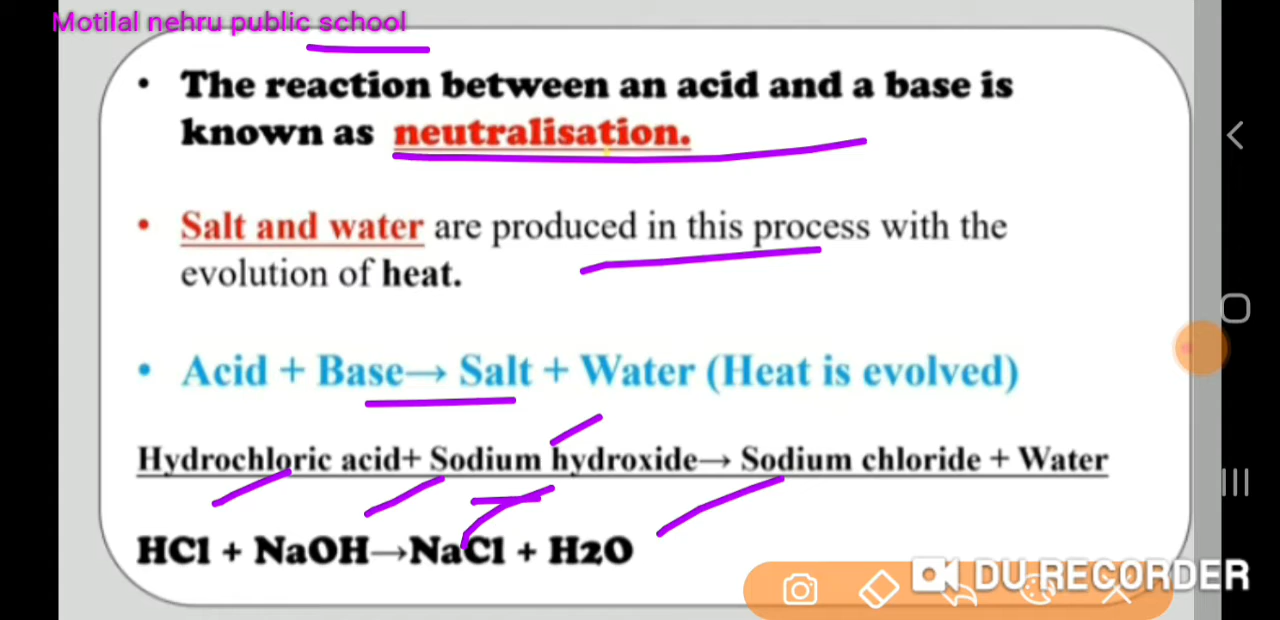 Motilal nehru public school
• The reaction between an acid and a base is
known as neutralisation.
• Salt and water are produced in this process with the
evolution of heat.
• Acid + Base→ Salt + Water (Heat is evolved)
Hydrochloric acid+ Sodium hydroxide→ Sodium chloride + Water
HCl + NaOH→NaCl + H2O
DU RECORDER